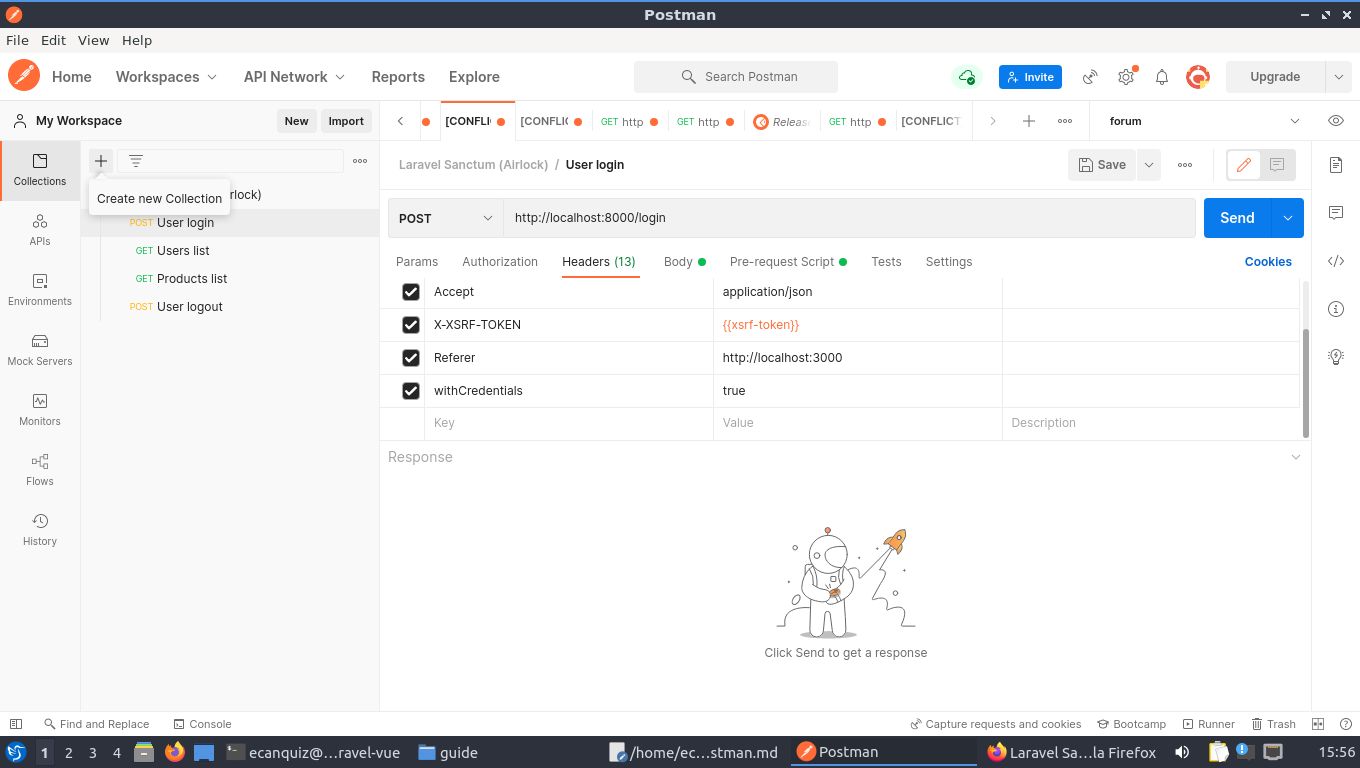 Postman
File Edit View Help
Home Workspaces API Network Reports Explore Search Postman Invite Upgrade
My Workspace New Import [CONFLI [CONFLIC GET http GET http Releas GET http [CONFLICT forum
Collections
Create new Collection
rlock)
POST User login
GET Users list
GET Products list
POST User logout
APIs
Environments
Mock Servers
Monitors
Flows
History
Laravel Sanctum (Airlock) / User login Save
POST http://localhost:8000/login Send
Params Authorization Headers (13) Body Pre-request Script Tests Settings Cookies
Accept application/json
X-XSRF-TOKEN {{xsrf-token}}
Referer http://localhost:3000
withCredentials true
Key Value Description
Response
Click Send to get a response
Find and Replace Console Capture requests and cookies Bootcamp Runner Trash
1 2 3 4 ecanquiz@...ravel-vue guide /home/ec...stman.md Postman Laravel Sa...la Firefox 15:56